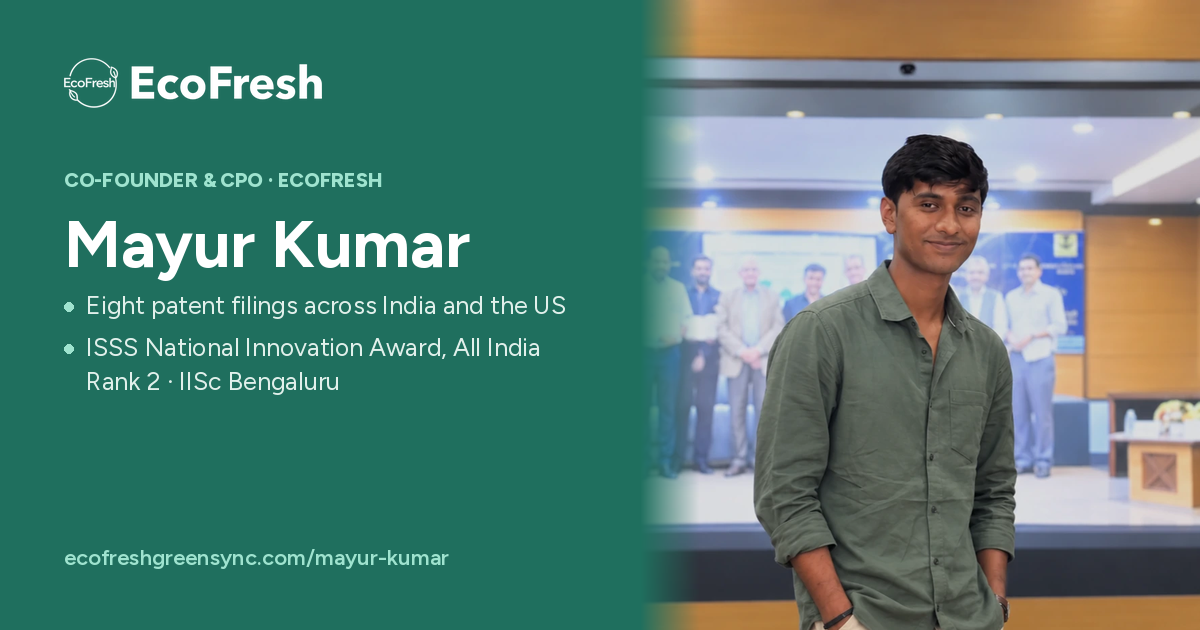 EcoFresh
EcoFresh
CO-FOUNDER & CPO · ECOFRESH
Mayur Kumar
Eight patent filings across India and the US
ISSS National Innovation Award, All India
Rank 2 · IISc Bengaluru
ecofreshgreensync.com/mayur-kumar